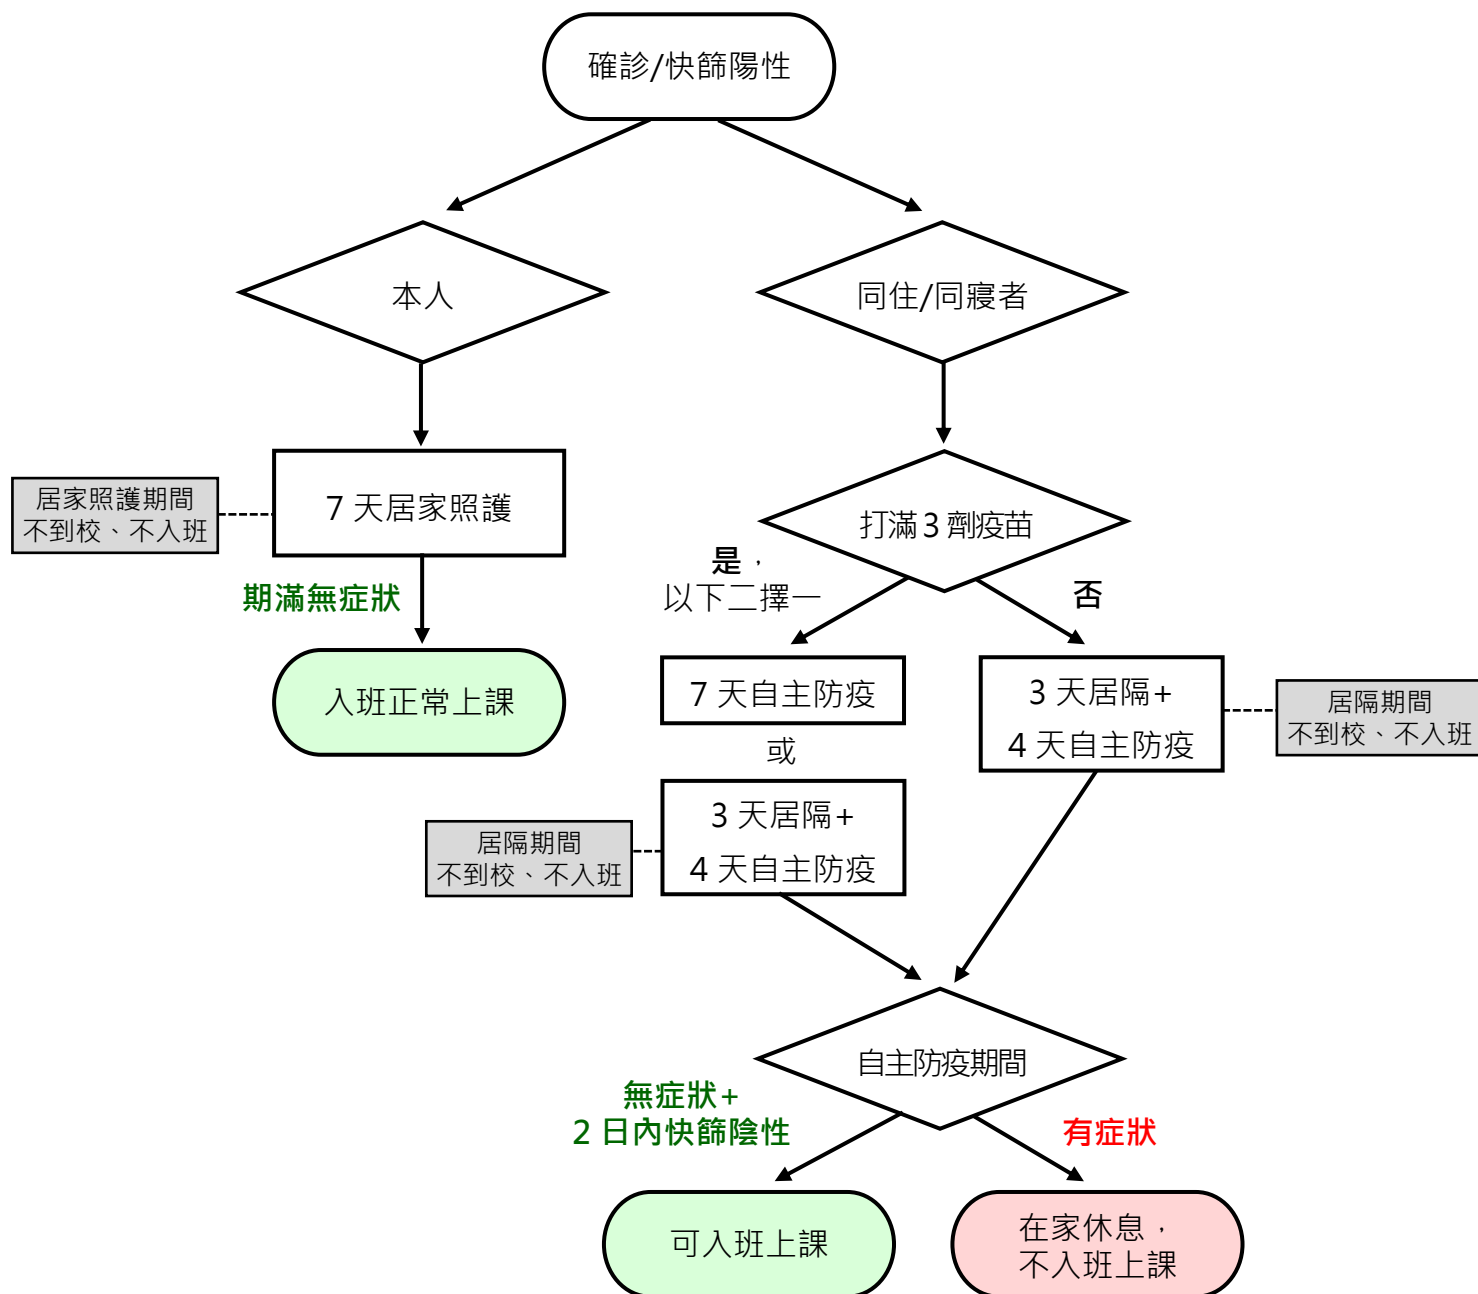 確診/快篩陽性
本人
同住/同寢者
7 天居家照護
居家照護期間
不到校、不入班
打滿 3 劑疫苗
是，
以下二擇一
否
期滿無症狀
入班正常上課
7 天自主防疫
或
3 天居隔+
4 天自主防疫
居隔期間
不到校、不入班
3 天居隔+
4 天自主防疫
居隔期間
不到校、不入班
自主防疫期間
無症狀+
2 日內快篩陰性
有症狀
可入班上課
在家休息，
不入班上課